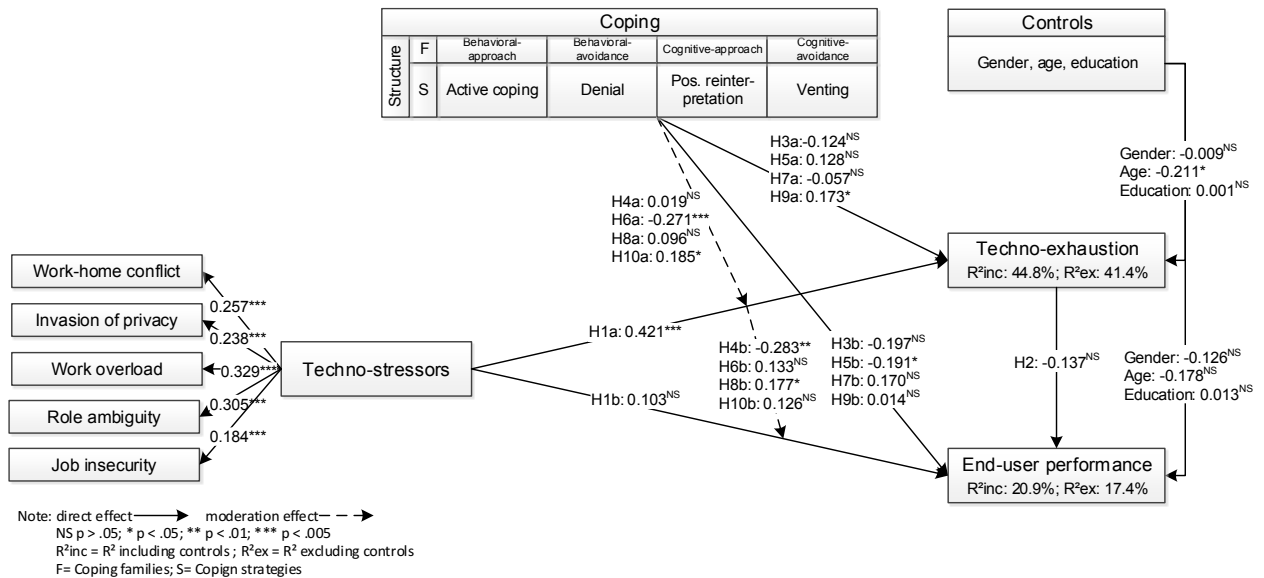 Coping
Structure
F
Behavioral-
approach
Behavioral-
avoidance
Cognitive-approach
Cognitive-
avoidance
S
Active coping
Denial
Pos. reinter-
pretation
Venting
Controls
Gender, age, education
H3a:-0.124NS
H5a: 0.128NS
H7a: -0.057NS
H9a: 0.173*
Gender: -0.009NS
Age: -0.211*
Education: 0.001NS
H4a: 0.019NS
H6a: -0.271***
H8a: 0.096NS
H10a: 0.185*
Techno-exhaustion
R²inc: 44.8%; R²ex: 41.4%
Work-home conflict
0.257***
Invasion of privacy
0.238***
Work overload
0.329***
Role ambiguity
0.305***
Job insecurity
0.184***
Techno-stressors
H1a: 0.421***
H1b: 0.103NS
H4b: -0.283**
H6b: 0.133NS
H8b: 0.177*
H10b: 0.126NS
H3b: -0.197NS
H5b: -0.191*
H7b: 0.170NS
H9b: 0.014NS
H2: -0.137NS
Gender: -0.126NS
Age: -0.178NS
Education: 0.013NS
End-user performance
R²inc: 20.9%; R²ex: 17.4%
Note: direct effect moderation effect
NS p > .05; * p < .05; ** p < .01; *** p < .005
R²inc = R² including controls ; R²ex = R² excluding controls
F= Coping families; S= Copign strategies